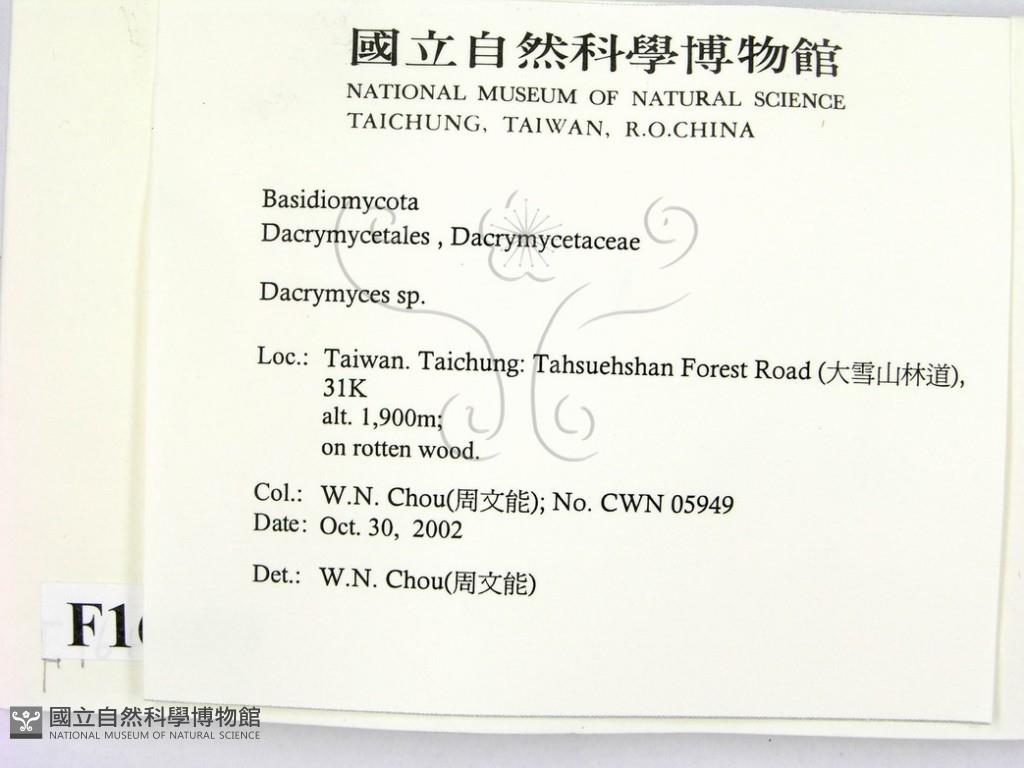 國立自然科學博物館
NATIONAL MUSEUM OF NATURAL SCIENCE
TAICHUNG, TAIWAN, R.O.CHINA
Basidiomycota
Dacrymycetales , Dacrymycetaceae
Dacrymyces sp.
Loc.: Taiwan. Taichung: Tahsuehshan Forest Road (大雪山林道),
31K
alt. 1,900m;
on rotten wood.
Col.: W.N. Chou(周文能); No. CWN 05949
Date: Oct. 30, 2002
Det.: W.N. Chou(周文能)
國立自然科學博物館
NATIONAL MUSEUM OF NATURAL SCIENCE